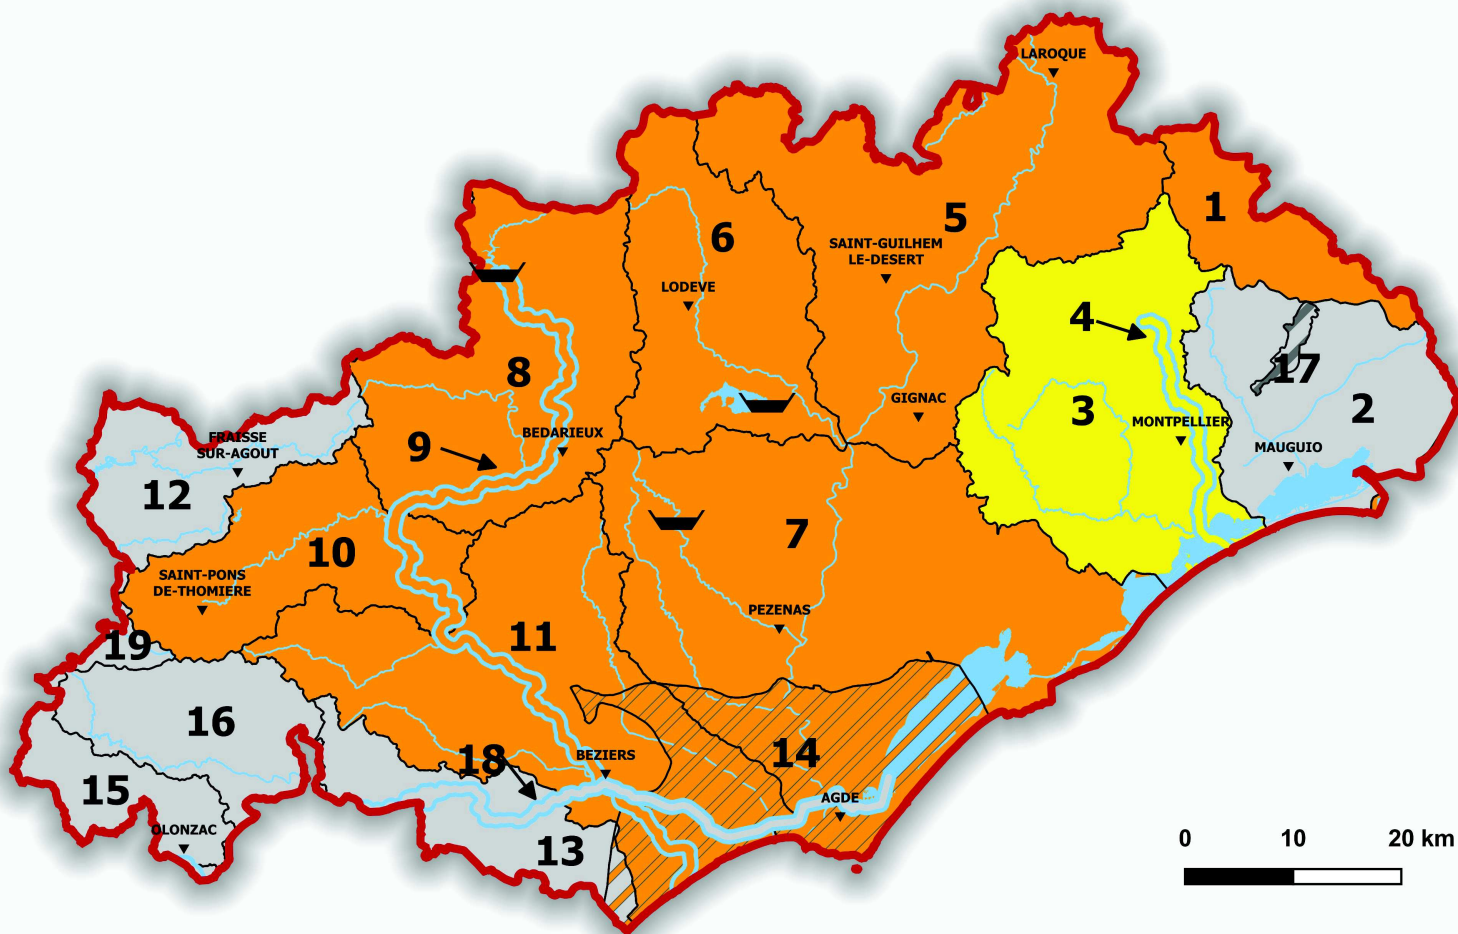 LAROQUE
1
5
6
SAINT-GUILHEM
LE-DESERT
LODEVE
4
17
8
GIGNAC
2
3
MONTPELLIER
BEDARIEUX
9
FRAISSE
SUR-AGOUT
MAUGUIO
12
7
10
SAINT-PONS
DE-THOMIERE
PEZENAS
11
19
16
14
BEZIERS
18
15
AGDE
OLONZAC
13
0 10 20 km